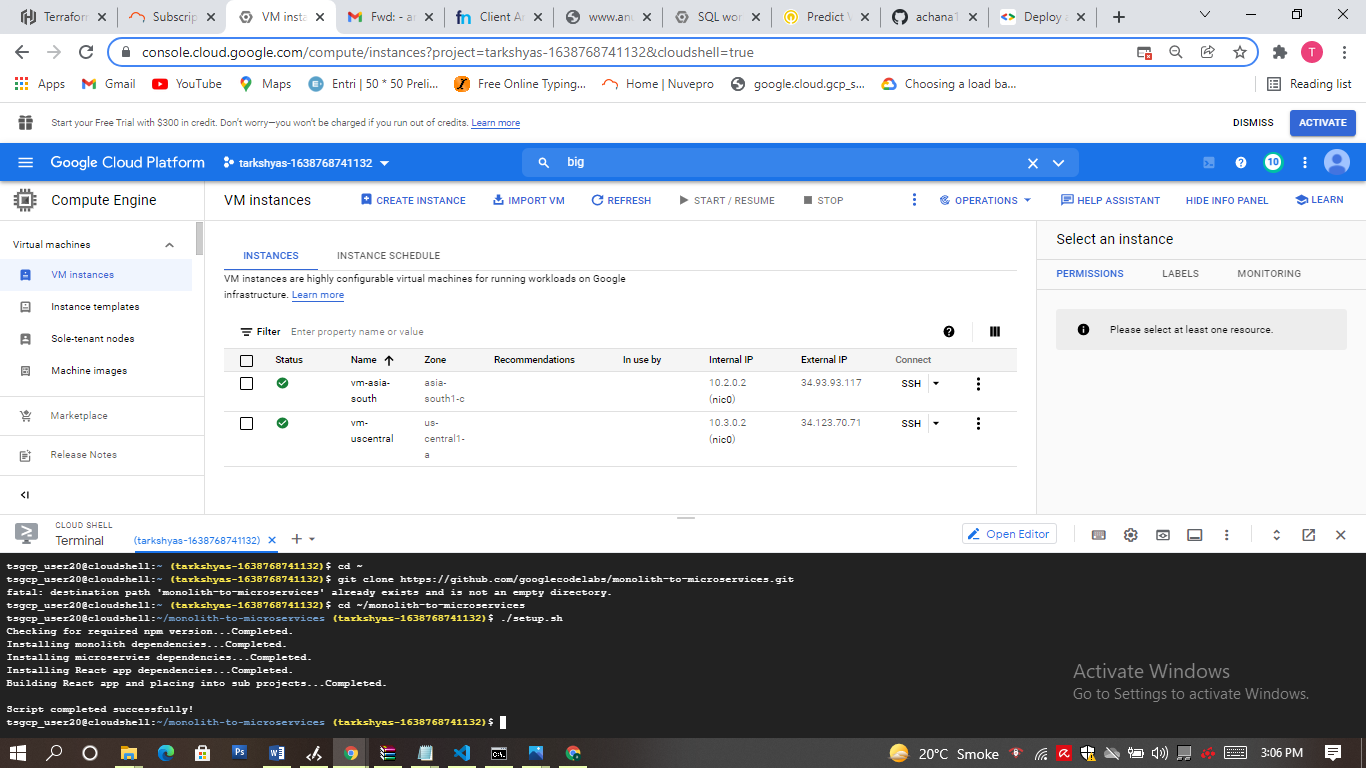 Terraform
Subscrip
VM insta
Fwd: - ar
Client Ar
www.anu
SQL wor
Predict V
achana1
Deploy a
console.cloud.google.com/compute/instances?project=tarkshyas-1638768741132&cloudshell=true
T
Apps
Gmail
YouTube
Maps
Entri | 50 * 50 Preli...
Free Online Typing...
Home | Nuvepro
google.cloud.gcp_s...
Choosing a load ba...
Reading list
Start your Free Trial with $300 in credit. Don't worry—you won't be charged if you run out of credits. Learn more
DISMISS
ACTIVATE
Google Cloud Platform
tarkshyas-1638768741132
big
10
Compute Engine
VM instances
CREATE INSTANCE
IMPORT VM
REFRESH
START / RESUME
STOP
OPERATIONS
HELP ASSISTANT
HIDE INFO PANEL
LEARN
Virtual machines
VM instances
Instance templates
Sole-tenant nodes
Machine images
Marketplace
Release Notes
INSTANCES
INSTANCE SCHEDULE
VM instances are highly configurable virtual machines for running workloads on Google
infrastructure. Learn more
Filter Enter property name or value
Status Name Zone Recommendations In use by Internal IP External IP Connect
vm-asia- asia- 10.2.0.2 34.93.93.117 SSH
south south1-c (nic0)
vm- us- 10.3.0.2 34.123.70.71 SSH
uscentral central1- (nic0)
a
Select an instance
PERMISSIONS
LABELS
MONITORING
Please select at least one resource.
CLOUD SHELL
Terminal
(tarkshyas-1638768741132)
Open Editor
tsgcp_user20@cloudshell:~ (tarkshyas-1638768741132)$ cd ~
tsgcp_user20@cloudshell:~ (tarkshyas-1638768741132)$ git clone https://github.com/googlecodelabs/monolith-to-microservices.git
fatal: destination path 'monolith-to-microservices' already exists and is not an empty directory.
tsgcp_user20@cloudshell:~ (tarkshyas-1638768741132)$ cd ~/monolith-to-microservices
tsgcp_user20@cloudshell:~/monolith-to-microservices (tarkshyas-1638768741132)$ ./setup.sh
Checking for required npm version...Completed.
Installing monolith dependencies...Completed.
Installing microservies dependencies...Completed.
Installing React app dependencies...Completed.
Building React app and placing into sub projects...Completed.
Script completed successfully!
tsgcp_user20@cloudshell:~/monolith-to-microservices (tarkshyas-1638768741132)$
Activate Windows
Go to Settings to activate Windows.
20°C Smoke
3:06 PM